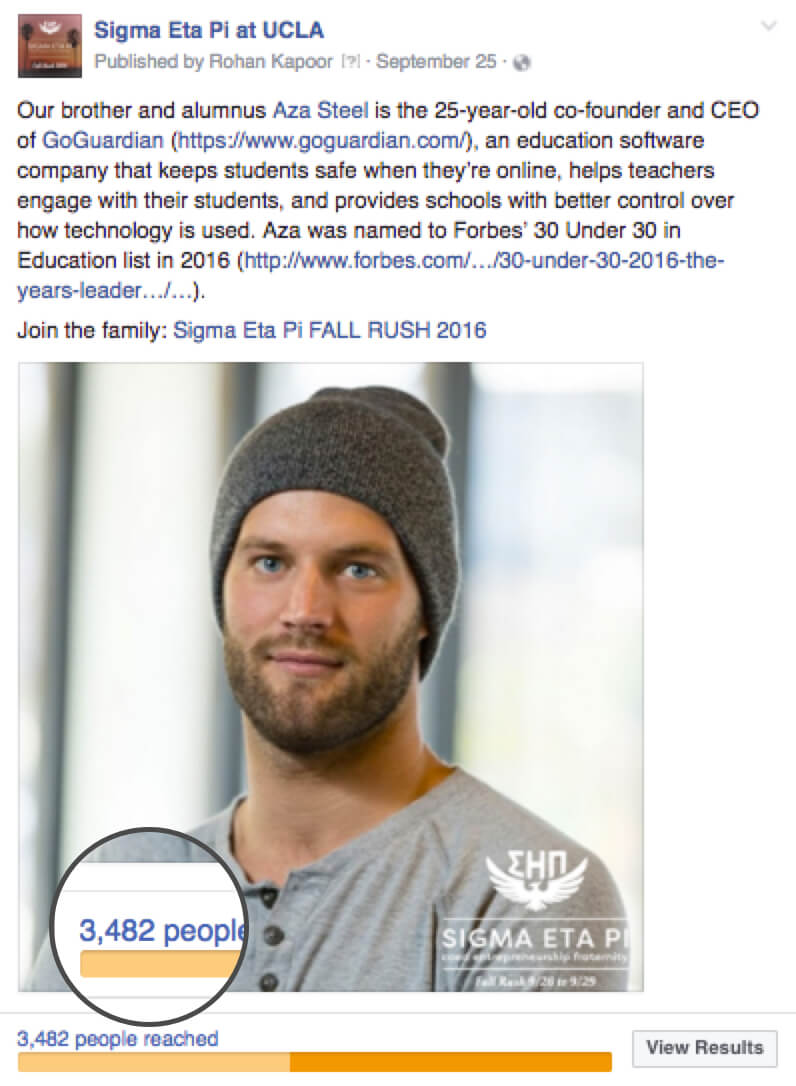 Sigma Eta Pi at UCLA
Published by Rohan Kapoor [?] · September 25 ·
Our brother and alumnus Aza Steel is the 25-year-old co-founder and CEO
of GoGuardian (https://www.goguardian.com/), an education software
company that keeps students safe when they're online, helps teachers
engage with their students, and provides schools with better control over
how technology is used. Aza was named to Forbes' 30 Under 30 in
Education list in 2016 (http://www.forbes.com/…/30-under-30-2016-the-
years-leader…/…).
Join the family: Sigma Eta Pi FALL RUSH 2016
ΣΗΠ
SIGMA ETA PI
coed entrepreneurship fraternity
Fall Rush 9/26 to 9/29
3,482 people
3,482 people reached
View Results